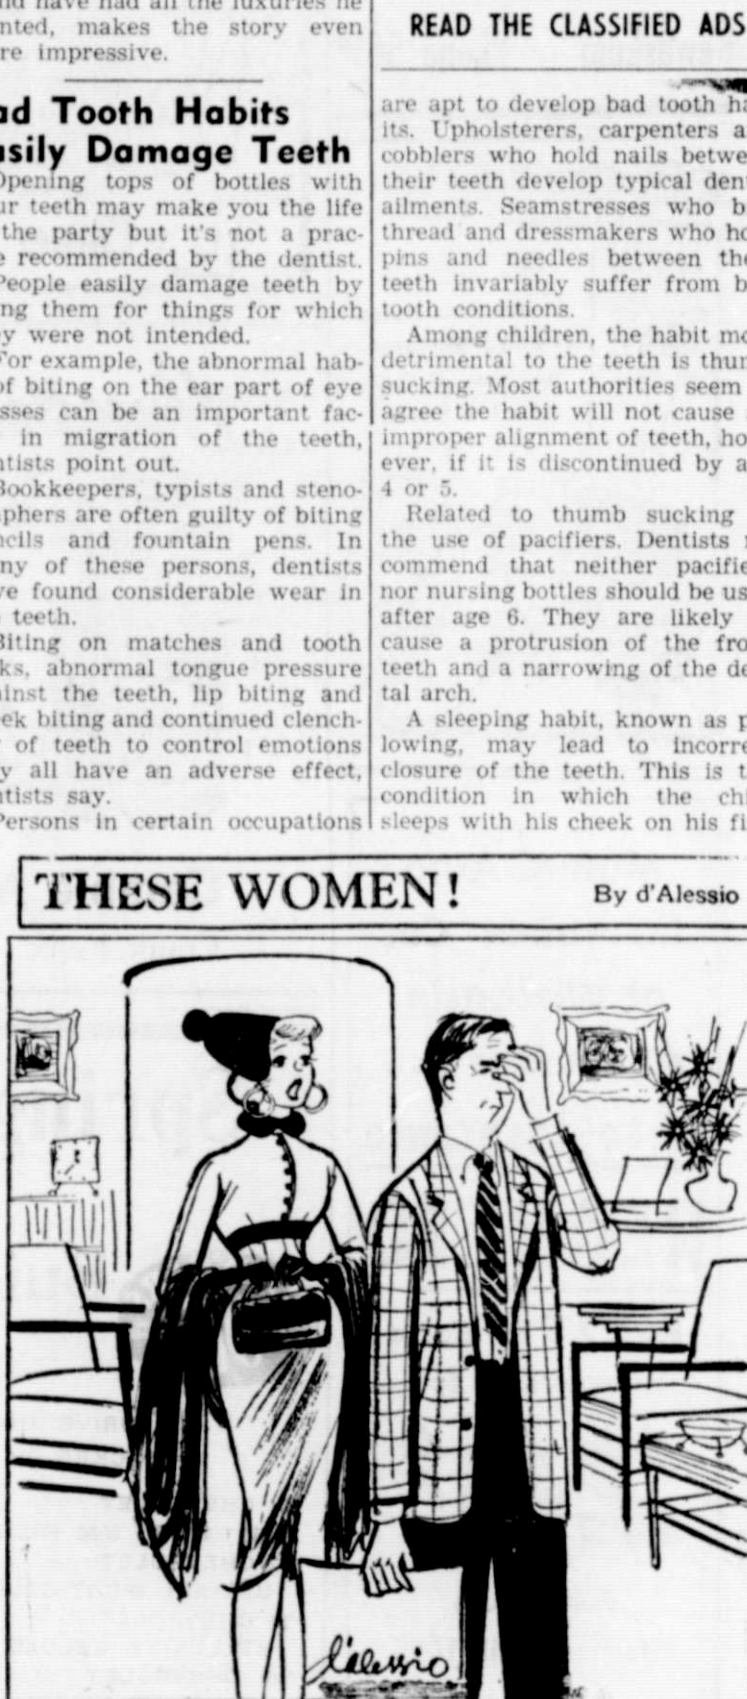 nd have had all the luxuries he
nted, makes the story even
re impressive.
ad Tooth Habits
asily Damage Teeth
Opening tops of bottles with
ur teeth may make you the life
the party but it's not a prac-
e recommended by the dentist.
People easily damage teeth by
ng them for things for which
y were not intended.
For example, the abnormal hab-
of biting on the ear part of eye
sses can be an important fac-
in migration of the teeth,
ntists point out.
Bookkeepers, typists and steno-
phers are often guilty of biting
ncils and fountain pens. In
ny of these persons, dentists
ve found considerable wear in
teeth.
Biting on matches and tooth
ks, abnormal tongue pressure
inst the teeth, lip biting and
ek biting and continued clench-
of teeth to control emotions
y all have an adverse effect,
ntists say.
Persons in certain occupations
READ THE CLASSIFIED ADS
are apt to develop bad tooth ha
its. Upholsterers, carpenters a
cobblers who hold nails betwe
their teeth develop typical den
ailments. Seamstresses who b
thread and dressmakers who ho
pins and needles between the
teeth invariably suffer from b
tooth conditions.
Among children, the habit mo
detrimental to the teeth is thum
sucking. Most authorities seem
agree the habit will not cause
improper alignment of teeth, ho
ever, if it is discontinued by a
4 or 5.
Related to thumb sucking
the use of pacifiers. Dentists r
commend that neither pacifie
nor nursing bottles should be us
after age 6. They are likely
cause a protrusion of the fro
teeth and a narrowing of the de
tal arch.
A sleeping habit, known as p
lowing, may lead to incorre
closure of the teeth. This is t
condition in which the chi
sleeps with his cheek on his fi
THESE WOMEN!
By d'Alessio
d'alessio